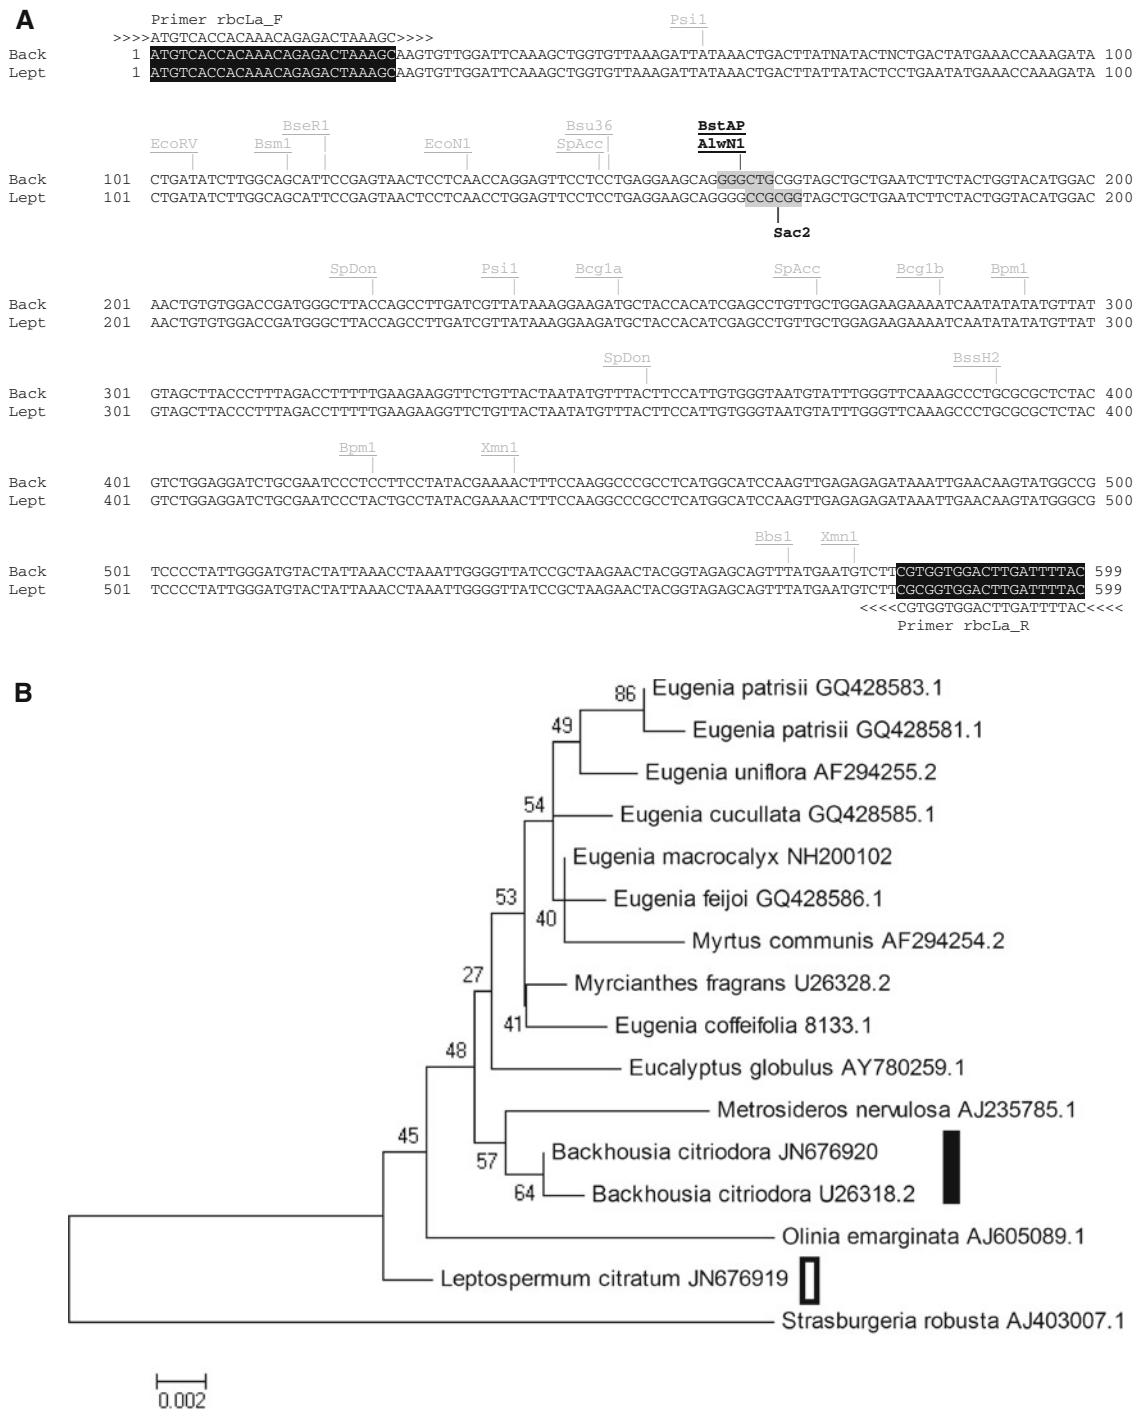 A
Primer rbcLa_F
Psi1
>>>>ATGTCACCACAAACAGAGACTAAAGC>>>>
Back 1 ATGTCACCACAAACAGAGACTAAAGCAAGTGTTGGATTCAAAGCTGGTGTTAAAGATTATAAACTGACTTATNATACTNCTGACTATGAAACCAAAGATA 100
Lept 1 ATGTCACCACAAACAGAGACTAAAGCAAGTGTTGGATTCAAAGCTGGTGTTAAAGATTATAAACTGACTTATTATACTCCTGAATATGAAACCAAAGATA 100
BseR1 Bsu36 BstAP
EcoRV Bsm1 EcoN1 SpAcc AlwN1
Back 101 CTGATATCTTGGCAGCATTCCGAGTAACTCCTCAACCAGGAGTTCCTCCTGAGGAAGCAGGGGCTGCGGTAGCTGCTGAATCTTCTACTGGTACATGGAC 200
Lept 101 CTGATATCTTGGCAGCATTCCGAGTAACTCCTCAACCTGGAGTTCCTCCTGAGGAAGCAGGGGCCGCGGTAGCTGCTGAATCTTCTACTGGTACATGGAC 200
Sac2
SpDon Psi1 Bcg1a SpAcc Bcg1b Bpm1
Back 201 AACTGTGTGGACCGATGGGCTTACCAGCCTTGATCGTTATAAAGGAAGATGCTACCACATCGAGCCTGTTGCTGGAGAAGAAAATCAATATATATGTTAT 300
Lept 201 AACTGTGTGGACCGATGGGCTTACCAGCCTTGATCGTTATAAAGGAAGATGCTACCACATCGAGCCTGTTGCTGGAGAAGAAAATCAATATATATGTTAT 300
SpDon BssH2
Back 301 GTAGCTTACCCTTTAGACCTTTTTGAAGAAGGTTCTGTTACTAATATGTTTACTTCCATTGTGGGTAATGTATTTGGGTTCAAAGCCCTGCGCGCTCTAC 400
Lept 301 GTAGCTTACCCTTTAGACCTTTTTGAAGAAGGTTCTGTTACTAATATGTTTACTTCCATTGTGGGTAATGTATTTGGGTTCAAAGCCCTGCGCGCTCTAC 400
Bpm1 Xmn1
Back 401 GTCTGGAGGATCTGCGAATCCCTCCTTCCTATACGAAAACTTTCCAAGGCCCGCCTCATGGCATCCAAGTTGAGAGAGATAAATTGAACAAGTATGGCCG 500
Lept 401 GTCTGGAGGATCTGCGAATCCCTACTGCCTATACGAAAACTTTCCAAGGCCCGCCTCATGGCATCCAAGTTGAGAGAGATAAATTGAACAAGTATGGGCG 500
Bbs1 Xmn1
Back 501 TCCCCTATTGGGATGTACTATTAAACCTAAATTGGGGTTATCCGCTAAGAACTACGGTAGAGCAGTTTATGAATGTCTTCGTGGTGGACTTGATTTTAC 599
Lept 501 TCCCCTATTGGGATGTACTATTAAACCTAAATTGGGGTTATCCGCTAAGAACTACGGTAGAGCAGTTTATGAATGTCTTCGCGGTGGACTTGATTTTAC 599
<<<<CGTGGTGGACTTGATTTTAC<<<<
Primer rbcLa_R
B
86 Eugenia patrisii GQ428583.1
49 Eugenia patrisii GQ428581.1
Eugenia uniflora AF294255.2
54 Eugenia cucullata GQ428585.1
Eugenia macrocalyx NH200102
53 Eugenia feijoi GQ428586.1
40 Myrtus communis AF294254.2
27 Myrcianthes fragrans U26328.2
41 Eugenia coffeifolia 8133.1
48 Eucalyptus globulus AY780259.1
Metrosideros nervulosa AJ235785.1
45 Backhousia citriodora JN676920
57
64 Backhousia citriodora U26318.2
Olinia emarginata AJ605089.1
Leptospermum citratum JN676919
Strasburgeria robusta AJ403007.1
0.002